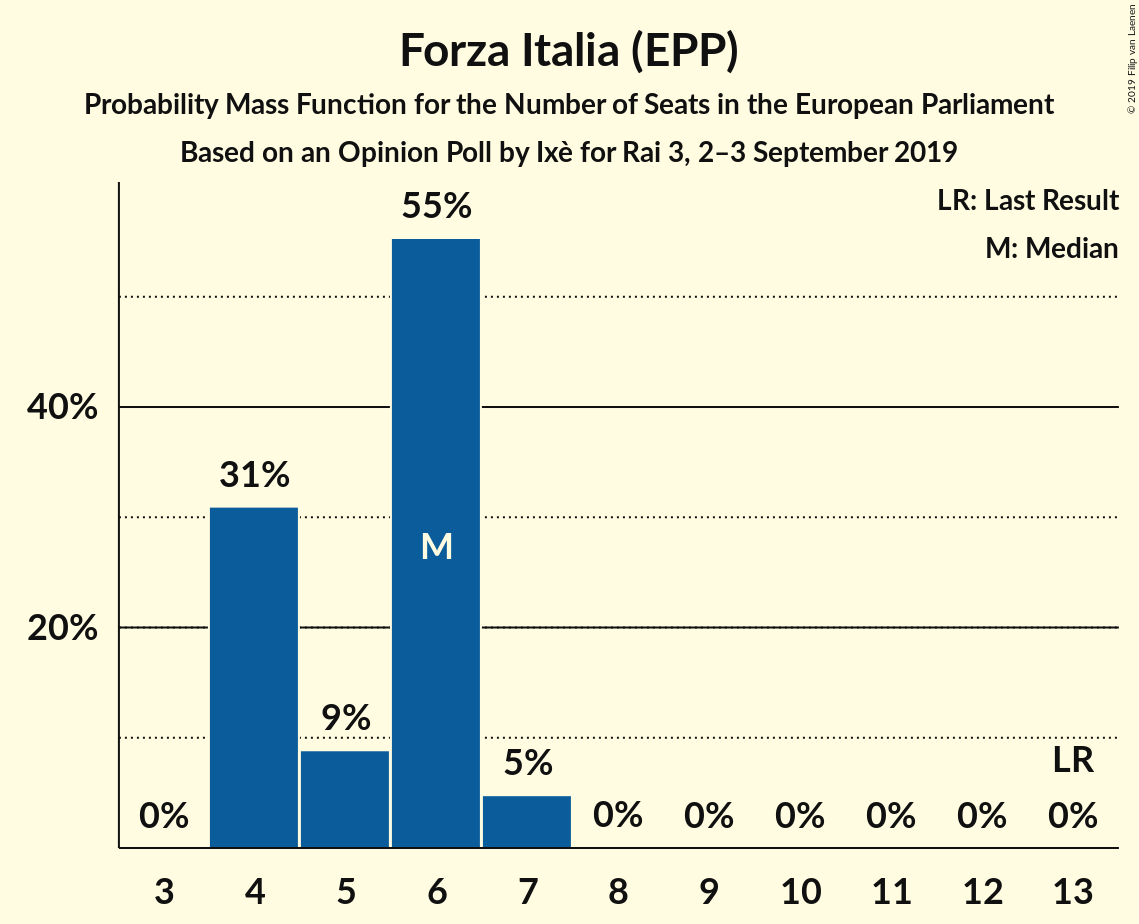 Forza Italia (EPP)
Probability Mass Function for the Number of Seats in the European Parliament
Based on an Opinion Poll by Ixè for Rai 3, 2–3 September 2019
© 2019 Filip van Laenen
LR: Last Result
M: Median
55%
40%
31%
M
20%
9%
5%
LR
0%
0%
0%
0%
0%
0%
0%
3 4 5 6 7 8 9 10 11 12 13